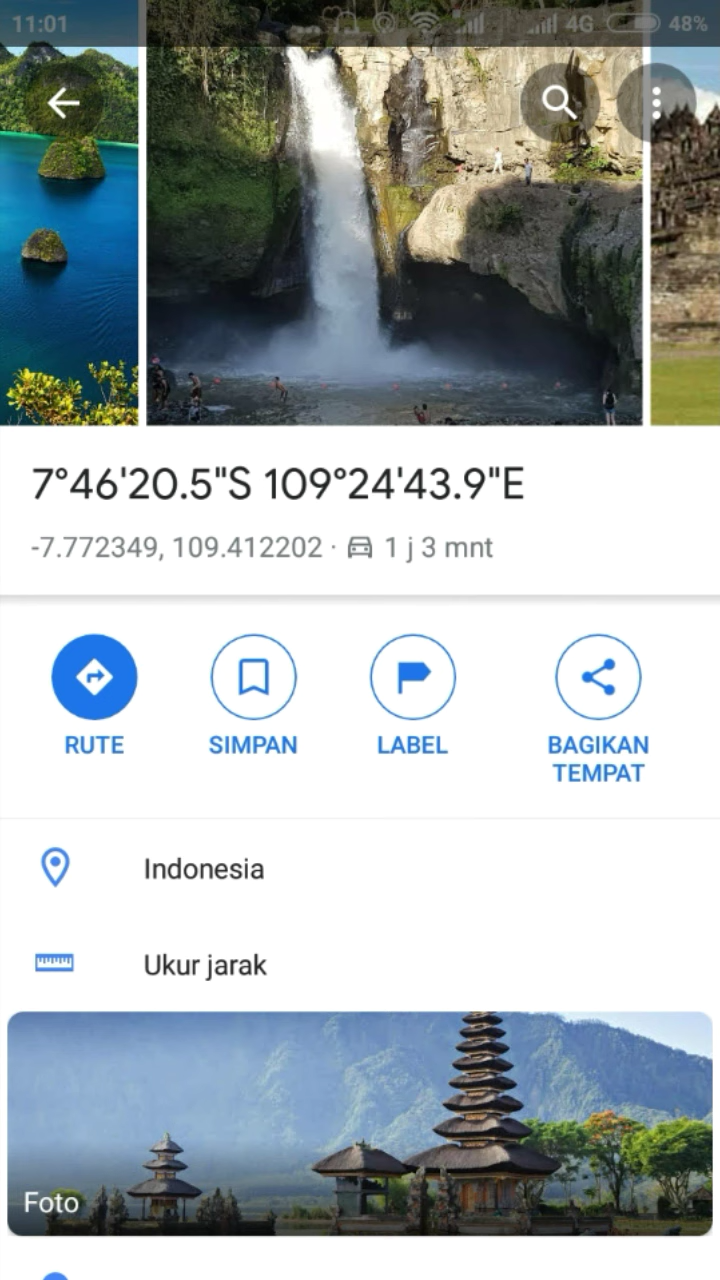 11:01
4G
48%
7°46'20.5"S 109°24'43.9"E
-7.772349, 109.412202 · 1 j 3 mnt
RUTE
SIMPAN
LABEL
BAGIKAN
TEMPAT
Indonesia
Ukur jarak
Foto